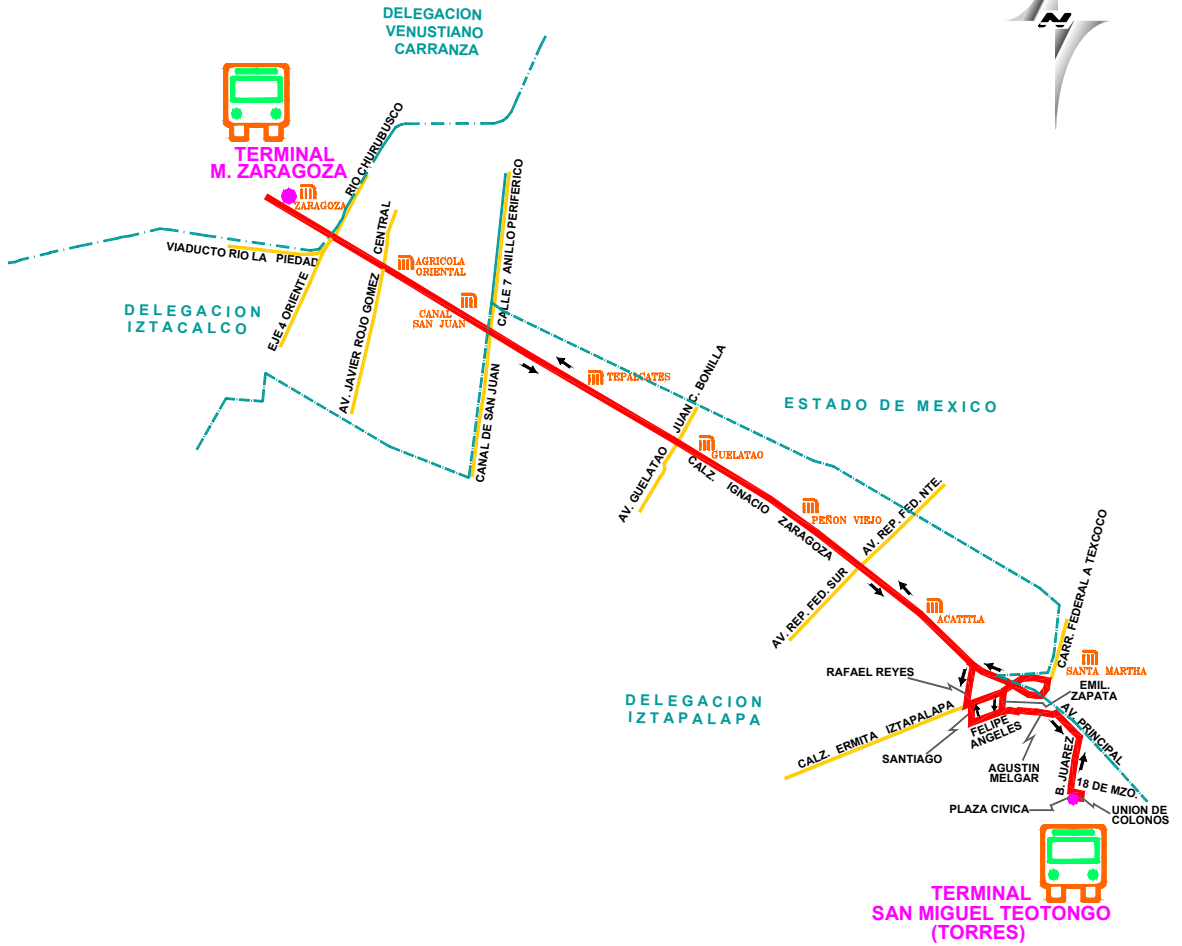 DELEGACION
VENUSTIANO
CARRANZA
N
TERMINAL
M. ZARAGOZA
ZARAGOZA
RIO CHURUBUSCO
VIADUCTO RIO LA PIEDAD
EJE 4 ORIENTE
AV. JAVIER ROJO GOMEZ CENTRAL
AGRICOLA
ORIENTAL
CANAL
SAN JUAN
CALLE 7 ANILLO PERIFERICO
CANAL DE SAN JUAN
DELEGACION
IZTACALCO
TEPALCATES
JUAN C. BONILLA
AV. GUELATAO
GUELATAO
ESTADO DE MEXICO
CALZ. IGNACIO ZARAGOZA
PEÑON VIEJO
AV. REP. FED. NTE.
AV. REP. FED. SUR
ACATITLA
CARR. FEDERAL A TEXCOCO
SANTA MARTHA
RAFAEL REYES
EMIL.
ZAPATA
DELEGACION
IZTAPALAPA
CALZ. ERMITA IZTAPALAPA
AV. PRINCIPAL
FELIPE
ANGELES
SANTIAGO
AGUSTIN
MELGAR
B. JUAREZ
18 DE MZO.
PLAZA CIVICA
UNION DE
COLONOS
TERMINAL
SAN MIGUEL TEOTONGO
(TORRES)